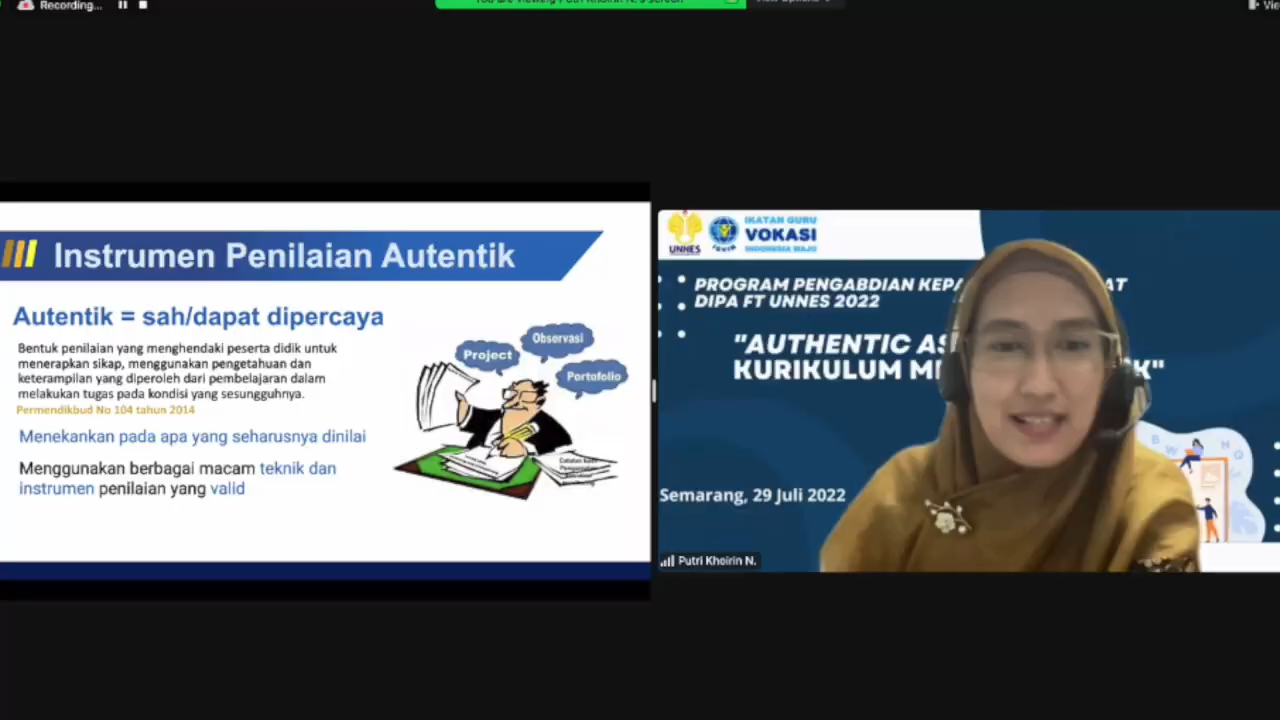 Recording...
Instrumen Penilaian Autentik
Autentik = sah/dapat dipercaya
Bentuk penilaian yang menghendaki peserta didik untuk
menerapkan sikap, menggunakan pengetahuan dan
keterampilan yang diperoleh dari pembelajaran dalam
melakukan tugas pada kondisi yang sesungguhnya.
Permendikbud No 104 tahun 2014
Menekankan pada apa yang seharusnya dinilai
Menggunakan berbagai macam teknik dan
instrumen penilaian yang valid
Project
Observasi
Portofolio
UNNES
IKATAN GURU
VOKASI
INDONESIA MAJU
PROGRAM PENGABDIAN KEPA AT
DIPA FT UNNES 2022
"AUTHENTIC AS
KURIKULUM ME K"
Semarang, 29 Juli 2022
Putri Khoirin N.